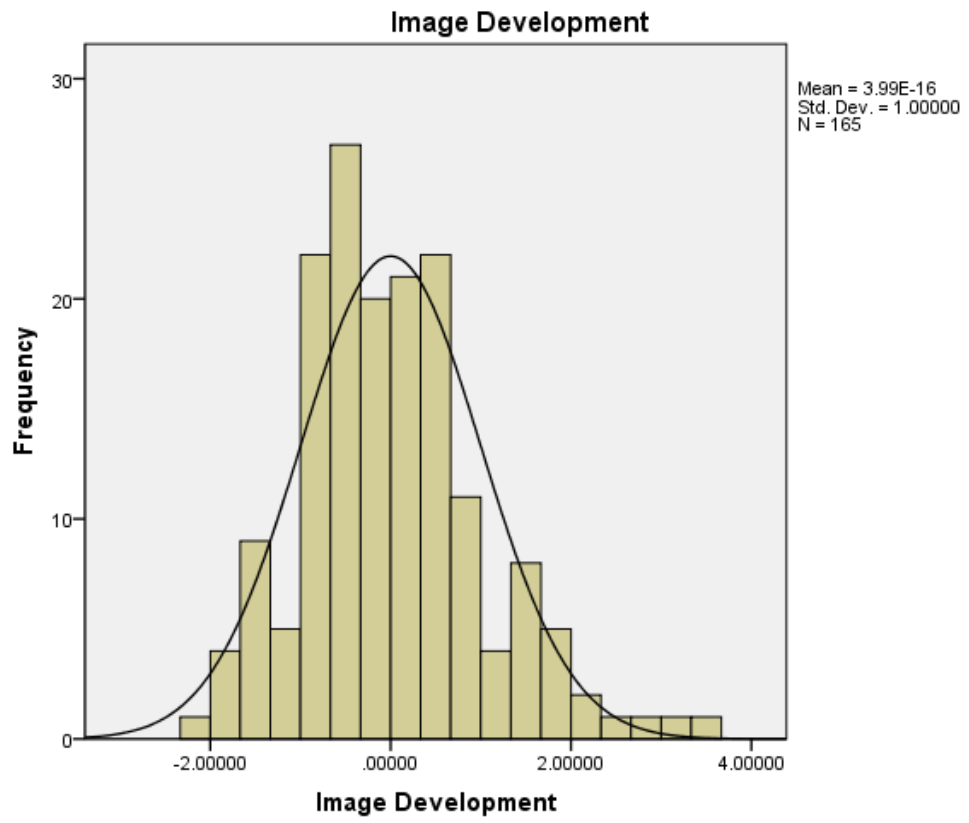 Image Development
Mean = 3.99E-16
Std. Dev. = 1.00000
N = 165
30
20
10
0
Frequency
-2.00000 .00000 2.00000 4.00000
Image Development